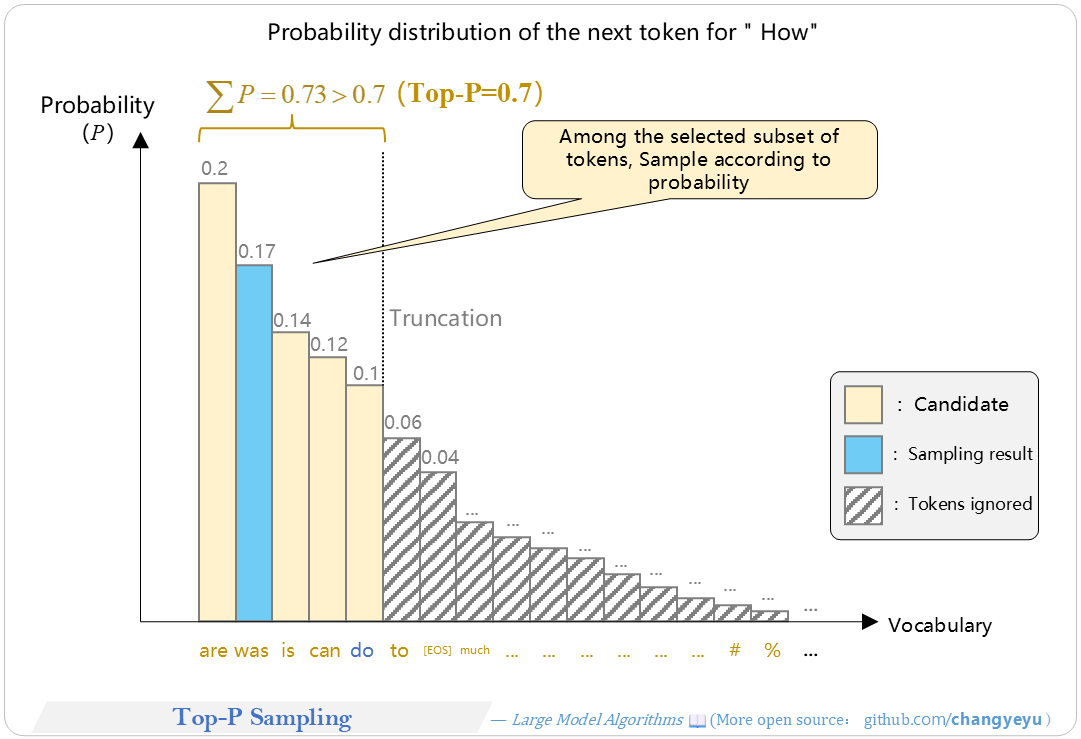 Probability distribution of the next token for " How"
∑ P = 0.73 > 0.7 (Top-P=0.7)
Probability
(P)
Among the selected subset of
tokens, Sample according to
probability
0.2
0.17
0.14
0.12
0.1
Truncation
0.06
0.04
... ... ... ... ... ... ... ... ... ...
: Candidate
: Sampling result
: Tokens ignored
Vocabulary
are was is can do to [EOS] much ... ... ... ... ... ... # % ...
Top-P Sampling
— Large Model Algorithms 📖 (More open source: github.com/changyeyu)